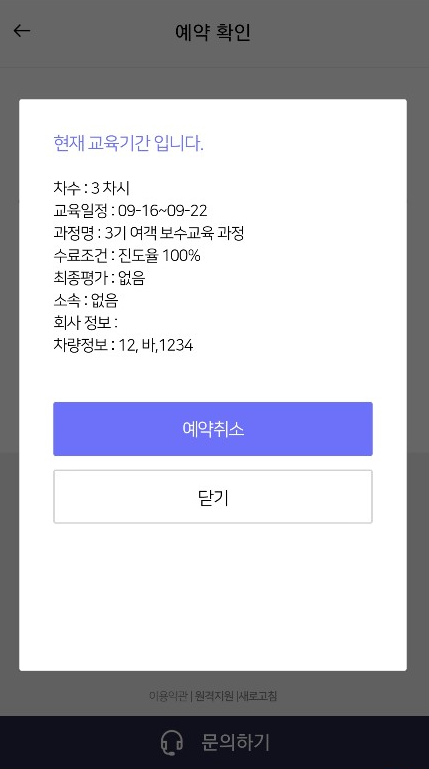 예약 확인
현재 교육기간 입니다.
차수 : 3 차시
교육일정 : 09-16~09-22
과정명 : 3기 여객 보수교육 과정
수료조건 : 진도율 100%
최종평가 : 없음
소속 : 없음
회사 정보 :
차량정보 : 12, 바,1234
예약취소
닫기
이용약관 | 원격지원 |새로고침
문의하기